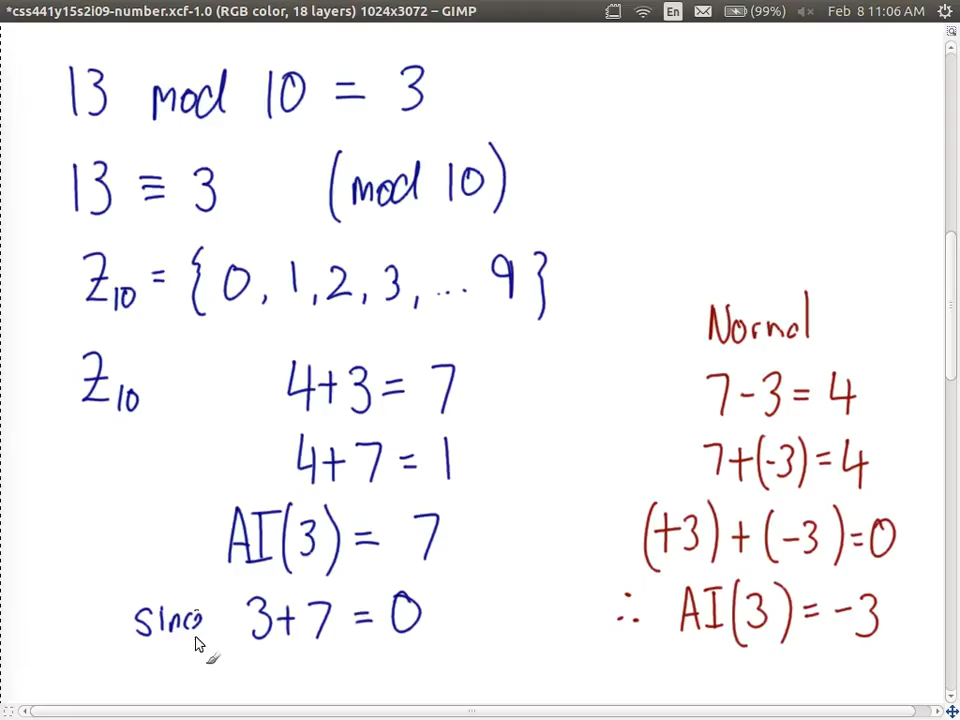 *css441y15s2i09-number.xcf-1.0 (RGB color, 18 layers) 1024x3072 – GIMP
En (99%) Feb 8 11:06 AM
13 mod 10 = 3
13 ≡ 3 (mod 10)
Z10 = { 0, 1, 2, 3, ... 9 }
Z10 4+3 = 7
4+7 = 1
AI(3) = 7
Since 3+7 = 0
Normal
7-3 = 4
7+(-3) = 4
(+3) + (-3) = 0
∴ AI(3) = -3